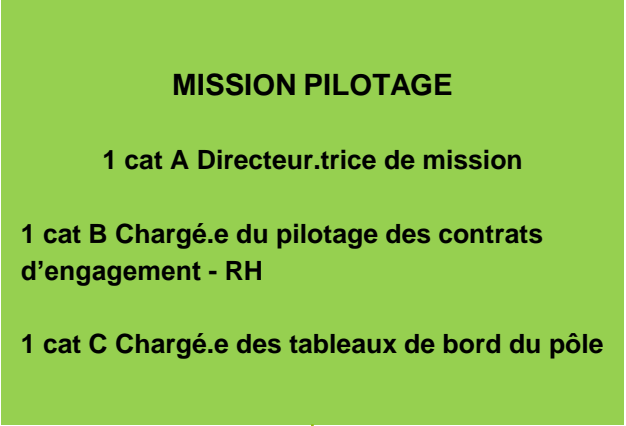 MISSION PILOTAGE
1 cat A Directeur.trice de mission
1 cat B Chargé.e du pilotage des contrats
d’engagement - RH
1 cat C Chargé.e des tableaux de bord du pôle